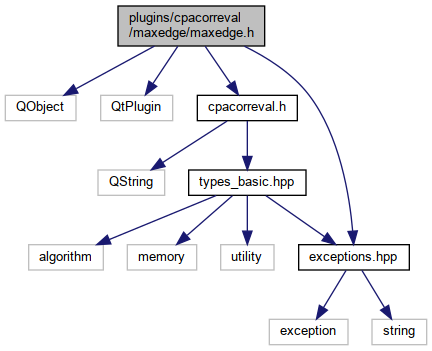 plugins/cpacorreval
/maxedge/maxedge.h
QObject
QtPlugin
cpacorreval.h
QString
types_basic.hpp
algorithm
memory
utility
exceptions.hpp
exception
string